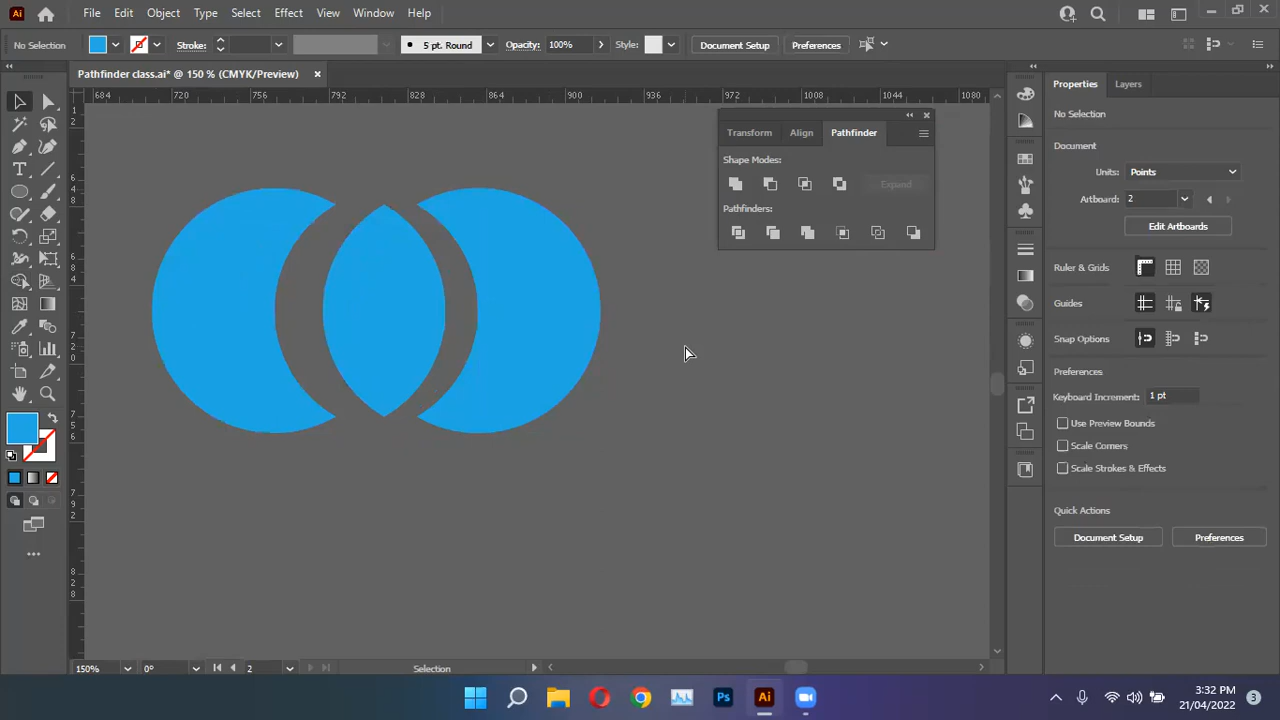 Ai File Edit Object Type Select Effect View Window Help
No Selection Stroke: 5 pt. Round Opacity: 100% Style: Document Setup Preferences
Pathfinder class.ai* @ 150 % (CMYK/Preview) ×
684 720 756 792 828 864 900 936 972 1008 1044 1080
Transform Align Pathfinder
Shape Modes:
Expand
Pathfinders:
Properties Layers
No Selection
Document
Units: Points
Artboard: 2
Edit Artboards
Ruler & Grids
Guides
Snap Options
Preferences
Keyboard Increment: 1 pt
Use Preview Bounds
Scale Corners
Scale Strokes & Effects
Quick Actions
Document Setup Preferences
150% 0° 2 Selection
Ps Ai
3:32 PM
21/04/2022
3